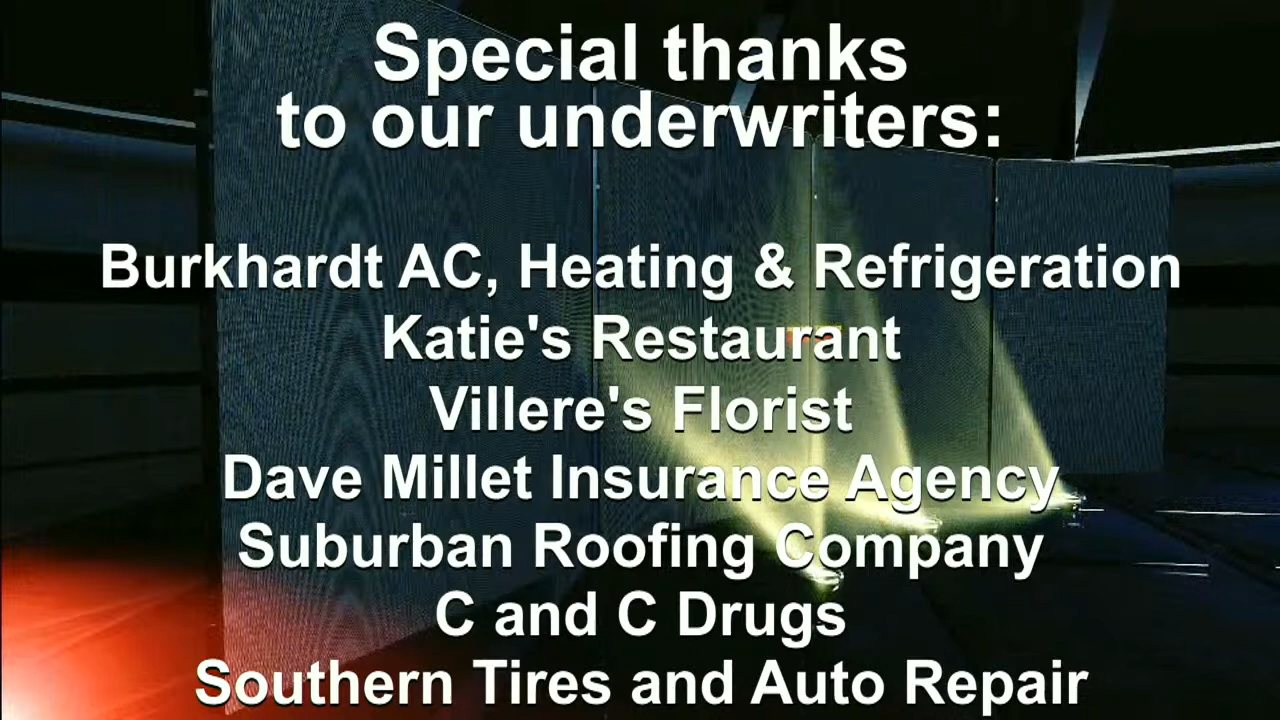 Special thanks
to our underwriters:
Burkhardt AC, Heating & Refrigeration
Katie's Restaurant
Villere's Florist
Dave Millet Insurance Agency
Suburban Roofing Company
C and C Drugs
Southern Tires and Auto Repair